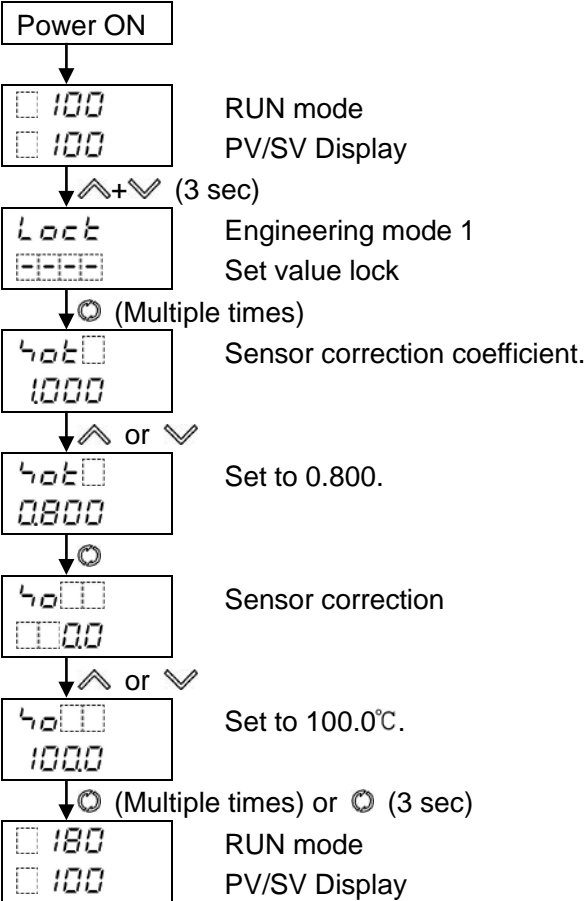 Power ON
100 RUN mode
100 PV/SV Display
∧+∨ (3 sec)
Lock Engineering mode 1
---- Set value lock
(Multiple times)
Sot Sensor correction coefficient.
1.000
∧ or ∨
Sot Set to 0.800.
0.800
So Sensor correction
0.0
∧ or ∨
So Set to 100.0℃.
100.0
(Multiple times) or (3 sec)
180 RUN mode
100 PV/SV Display